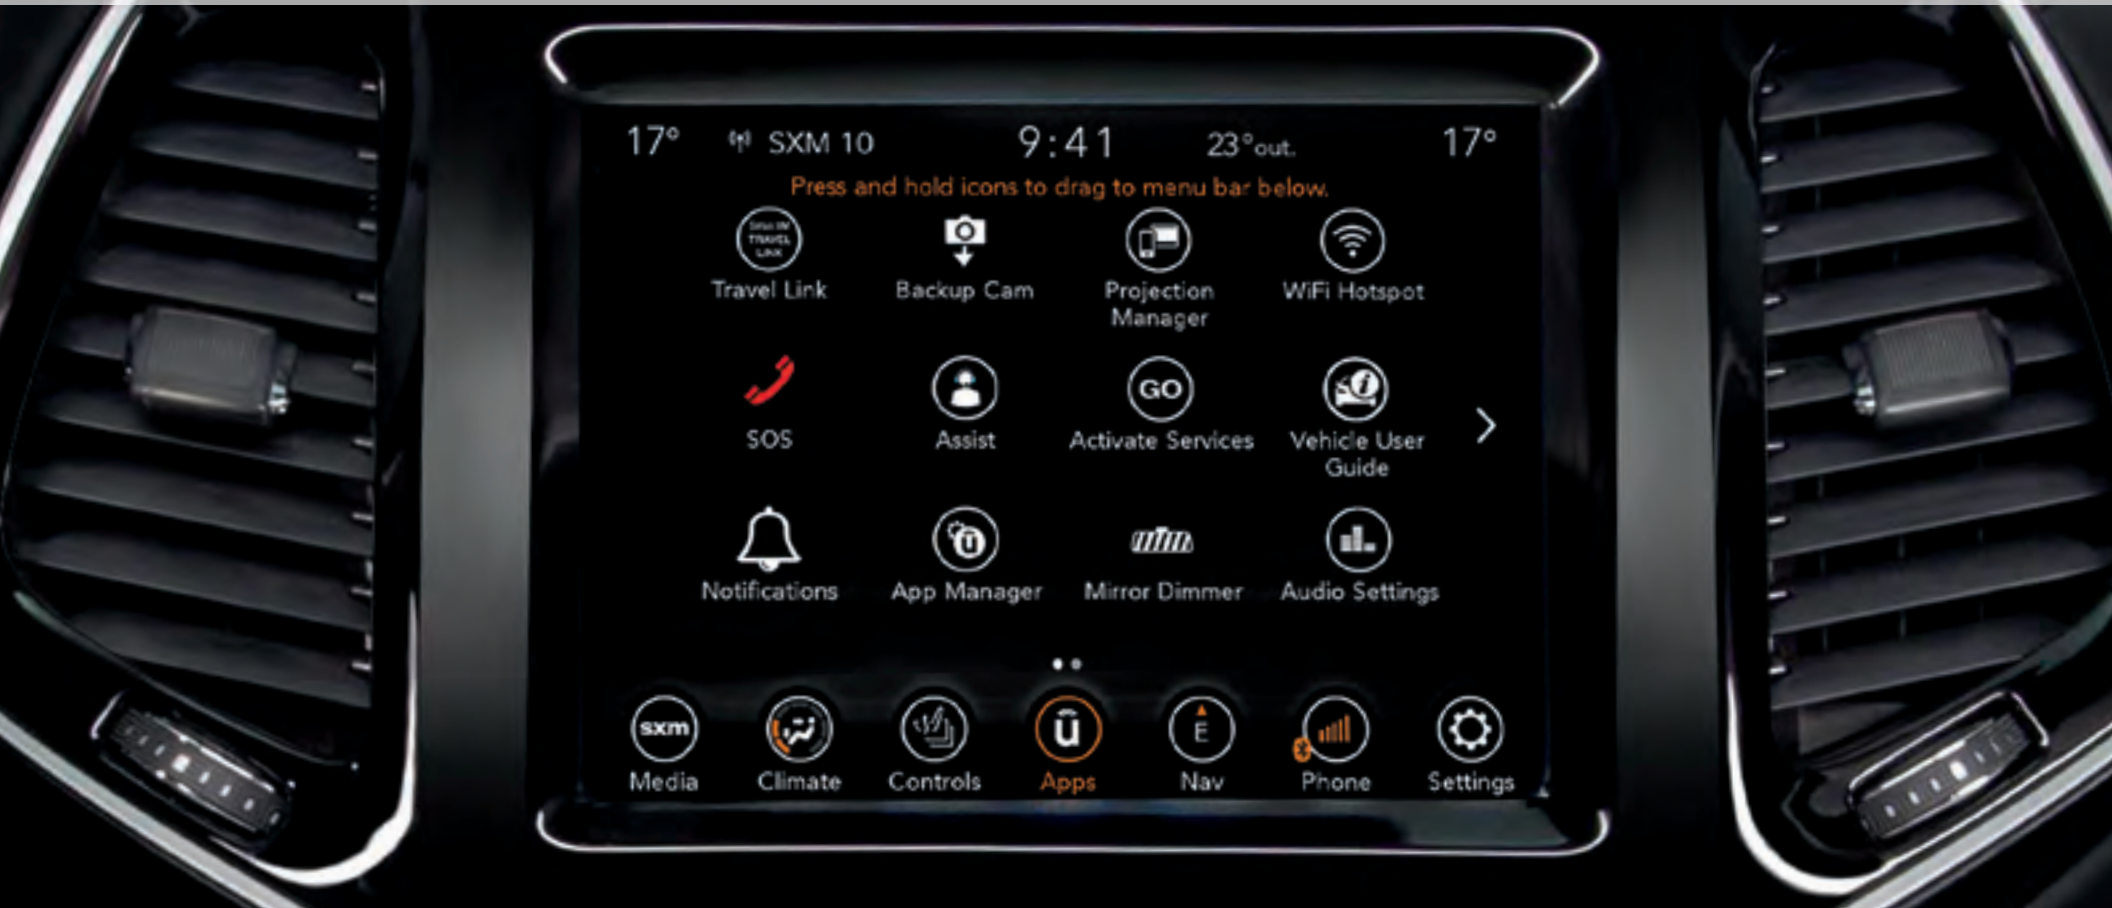 17° SXM 10 9:41 23°out. 17°
Press and hold icons to drag to menu bar below.
TRAVEL
LINK
Travel Link Backup Cam Projection WiFi Hotspot
Manager
GO
SOS Assist Activate Services Vehicle User
Guide
ū
Notifications App Manager Mirror Dimmer Audio Settings
sxm ū E
Media Climate Controls Apps Nav Phone Settings